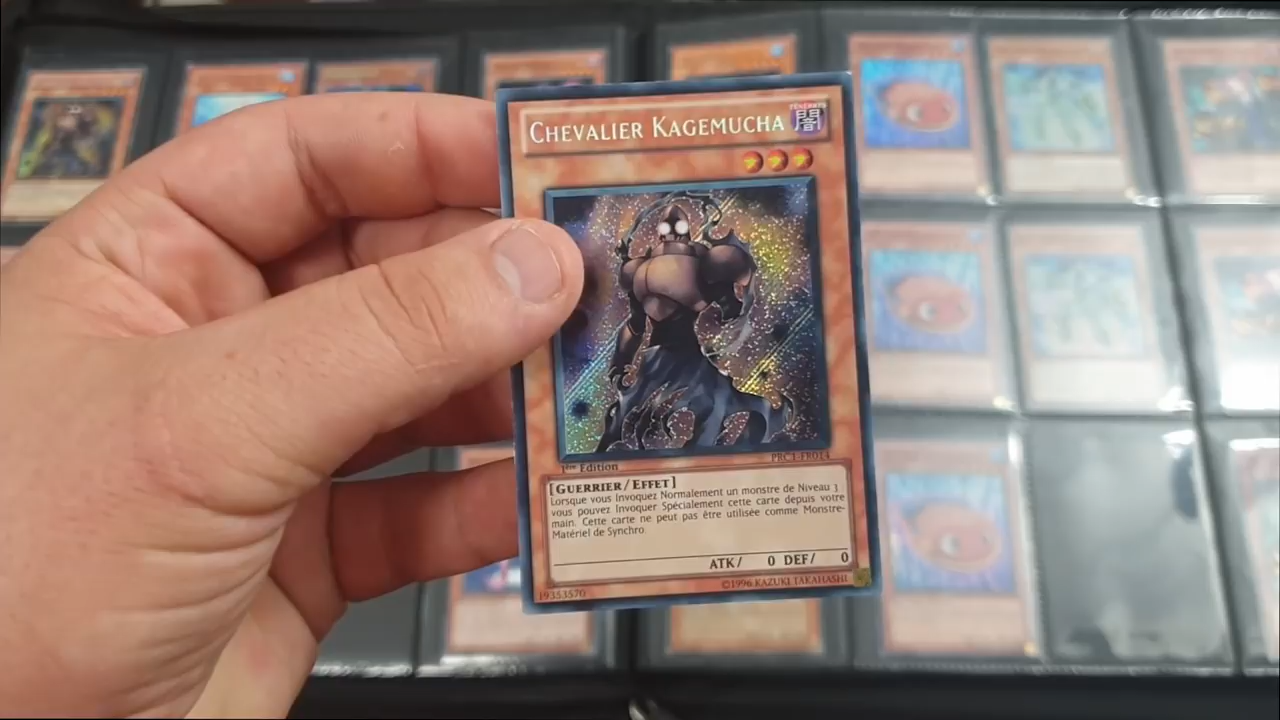 CHEVALIER KAGEMUCHA
TÉNÈBRES
闇
1ère Edition
PRC1-FR014
[GUERRIER/EFFET]
Lorsque vous Invoquez Normalement un monstre de Niveau 3
vous pouvez Invoquer Spécialement cette carte depuis votre
main. Cette carte ne peut pas être utilisée comme Monstre-
Matériel de Synchro
ATK/ 0 DEF/ 0
19353570
©1996 KAZUKI TAKAHASHI